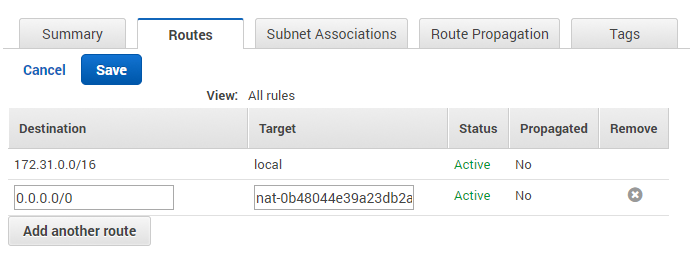 Summary Routes Subnet Associations Route Propagation Tags
Cancel Save
View: All rules
Destination Target Status Propagated Remove
172.31.0.0/16 local Active No
0.0.0.0/0 nat-0b48044e39a23db2a Active No
Add another route